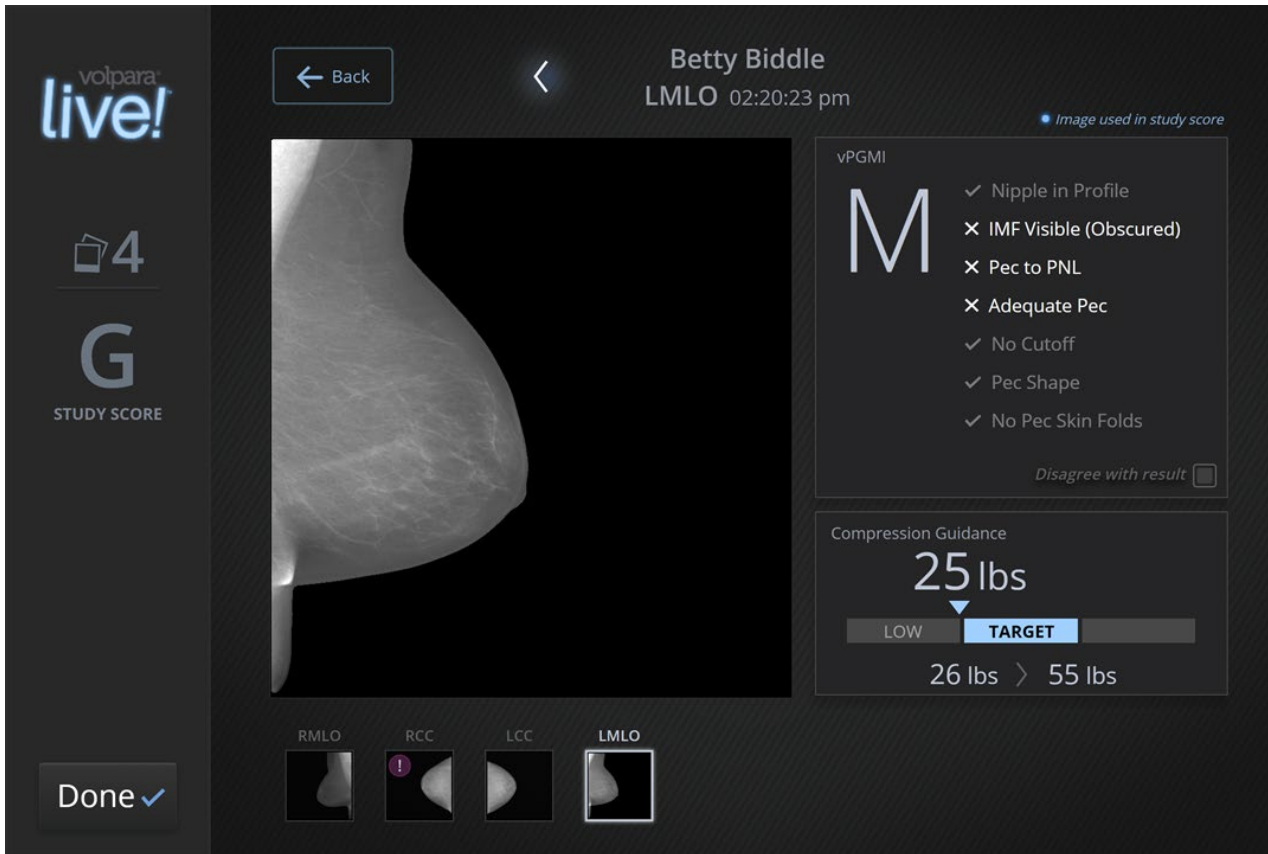 volpara
live!
4
G
STUDY SCORE
Done
Back
Betty Biddle
LMLO 02:20:23 pm
Image used in study score
vPGMI
M
Nipple in Profile
IMF Visible (Obscured)
Pec to PNL
Adequate Pec
No Cutoff
Pec Shape
No Pec Skin Folds
Disagree with result
Compression Guidance
25 lbs
LOW TARGET
26 lbs 55 lbs
RMLO RCC LCC LMLO
!